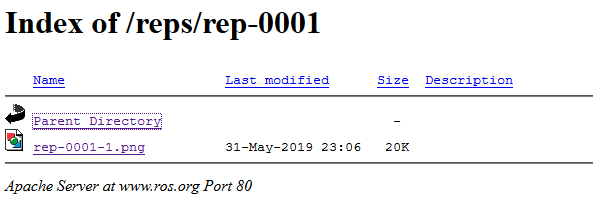 Index of /reps/rep-0001
Name Last modified Size Description
Parent Directory -
rep-0001-1.png 31-May-2019 23:06 20K
Apache Server at www.ros.org Port 80